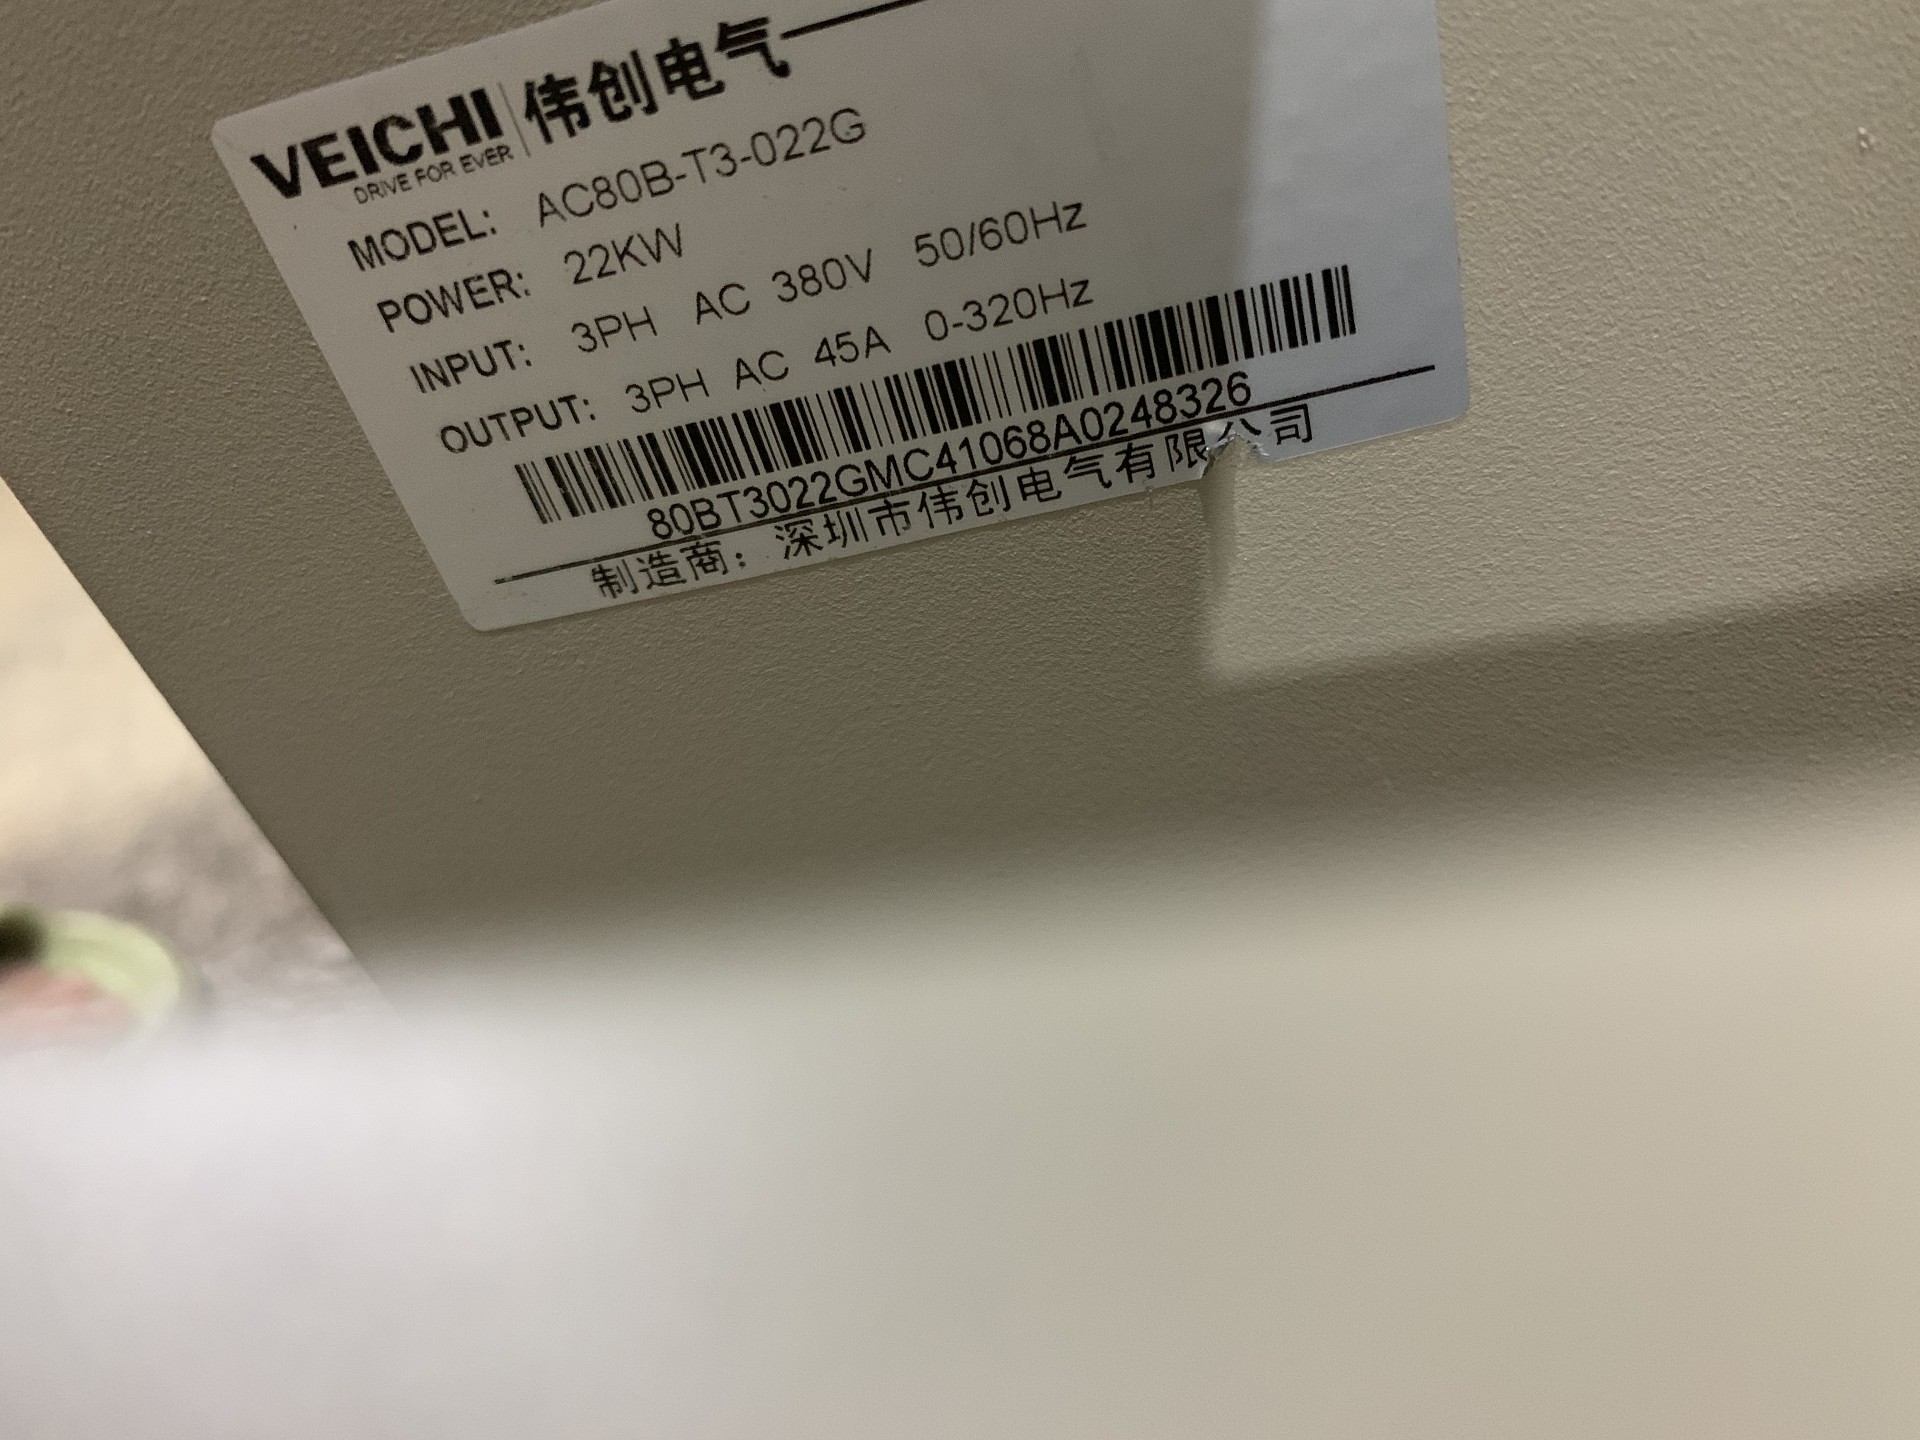 VEICHI 伟创电气
DRIVE FOR EVER
MODEL: AC80B-T3-022G
POWER: 22KW
INPUT: 3PH AC 380V 50/60Hz
OUTPUT: 3PH AC 45A 0-320Hz
80BT3022GMC41068A0248326
制造商: 深圳市伟创电气有限公司